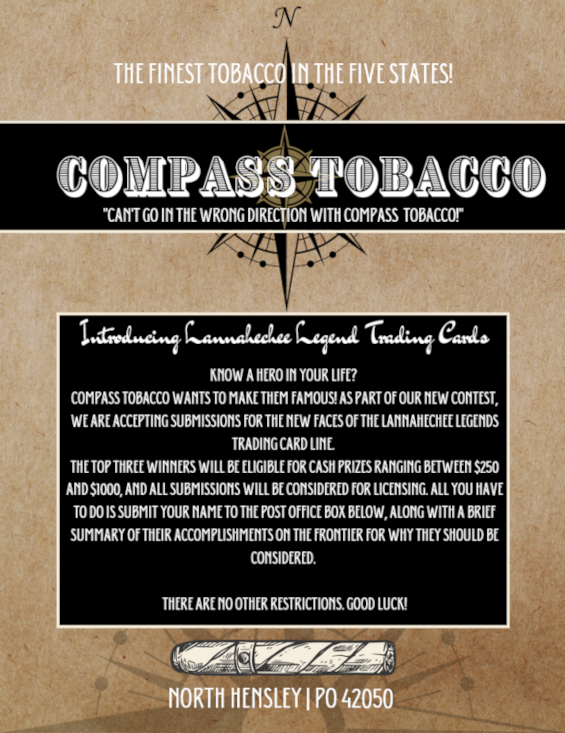 N
THE FINEST TOBACCO IN THE FIVE STATES!
COMPASS TOBACCO
"CAN'T GO IN THE WRONG DIRECTION WITH COMPASS TOBACCO!"
Introducing Lannahechee Legend Trading Cards
KNOW A HERO IN YOUR LIFE?
COMPASS TOBACCO WANTS TO MAKE THEM FAMOUS! AS PART OF OUR NEW CONTEST,
WE ARE ACCEPTING SUBMISSIONS FOR THE NEW FACES OF THE LANNAHECHEE LEGENDS
TRADING CARD LINE.
THE TOP THREE WINNERS WILL BE ELIGIBLE FOR CASH PRIZES RANGING BETWEEN $250
AND $1000, AND ALL SUBMISSIONS WILL BE CONSIDERED FOR LICENSING. ALL YOU HAVE
TO DO IS SUBMIT YOUR NAME TO THE POST OFFICE BOX BELOW, ALONG WITH A BRIEF
SUMMARY OF THEIR ACCOMPLISHMENTS ON THE FRONTIER FOR WHY THEY SHOULD BE
CONSIDERED.
THERE ARE NO OTHER RESTRICTIONS. GOOD LUCK!
NORTH HENSLEY | PO 42050